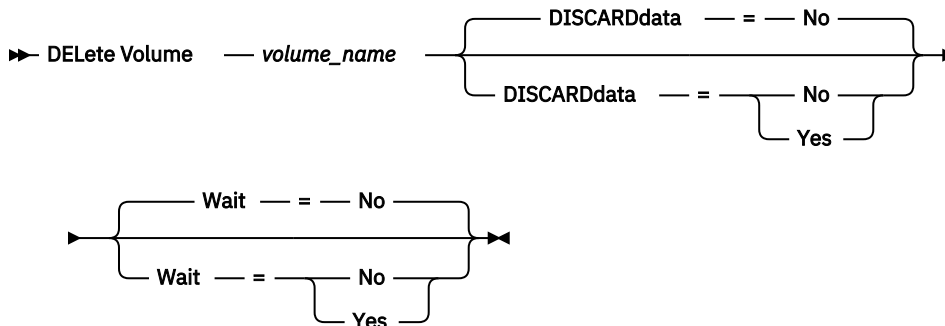 DISCARDdata = No
DELete Volume volume_name
DISCARDdata = No
Yes
Wait = No
Wait = No
Yes